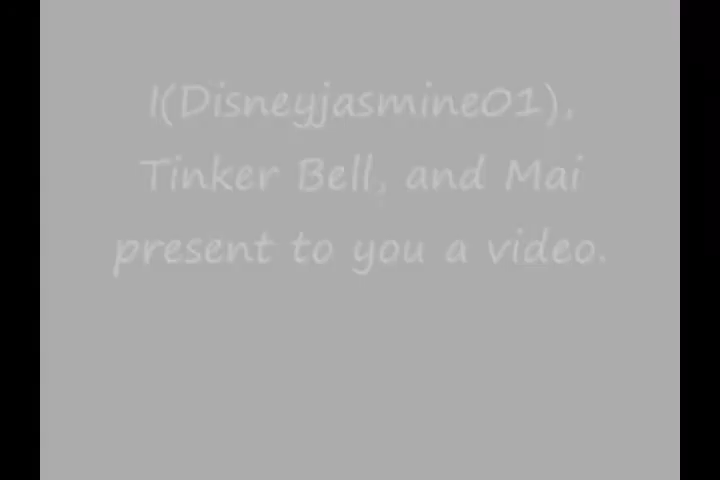 I(Disneyjasmine01),
Tinker Bell, and Mai
present to you a video.